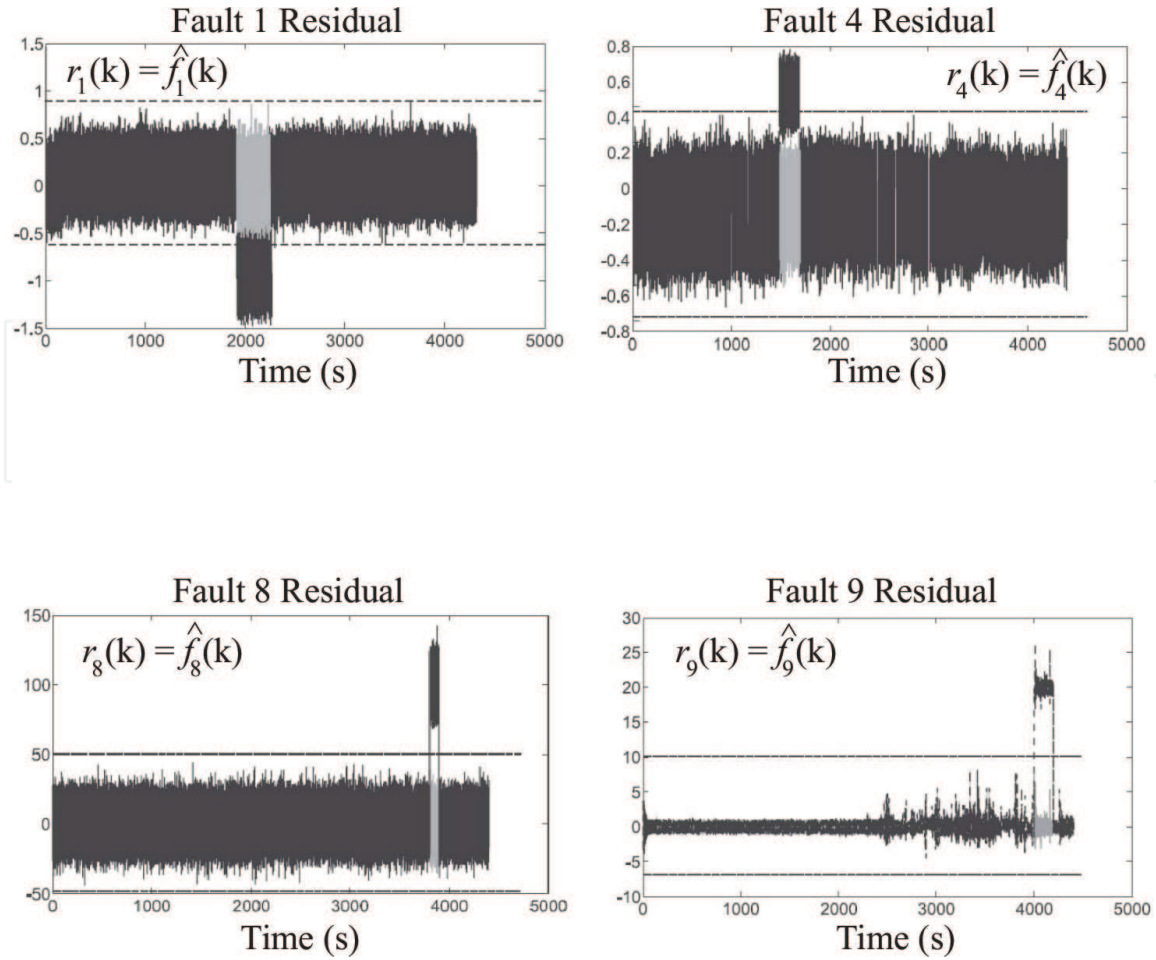 Fault 1 Residual
1.5
1
0.5
0
-0.5
-1
-1.5
r₁(k) = f̂₁(k)
0 1000 2000 3000 4000 5000
Time (s)
Fault 4 Residual
0.8
0.6
0.4
0.2
0
-0.2
-0.4
-0.6
-0.8
r₄(k) = f̂₄(k)
0 1000 2000 3000 4000 5000
Time (s)
Fault 8 Residual
150
100
50
0
-50
r₈(k) = f̂₈(k)
0 1000 2000 3000 4000 5000
Time (s)
Fault 9 Residual
30
25
20
15
10
5
0
-5
-10
r₉(k) = f̂₉(k)
0 1000 2000 3000 4000 5000
Time (s)